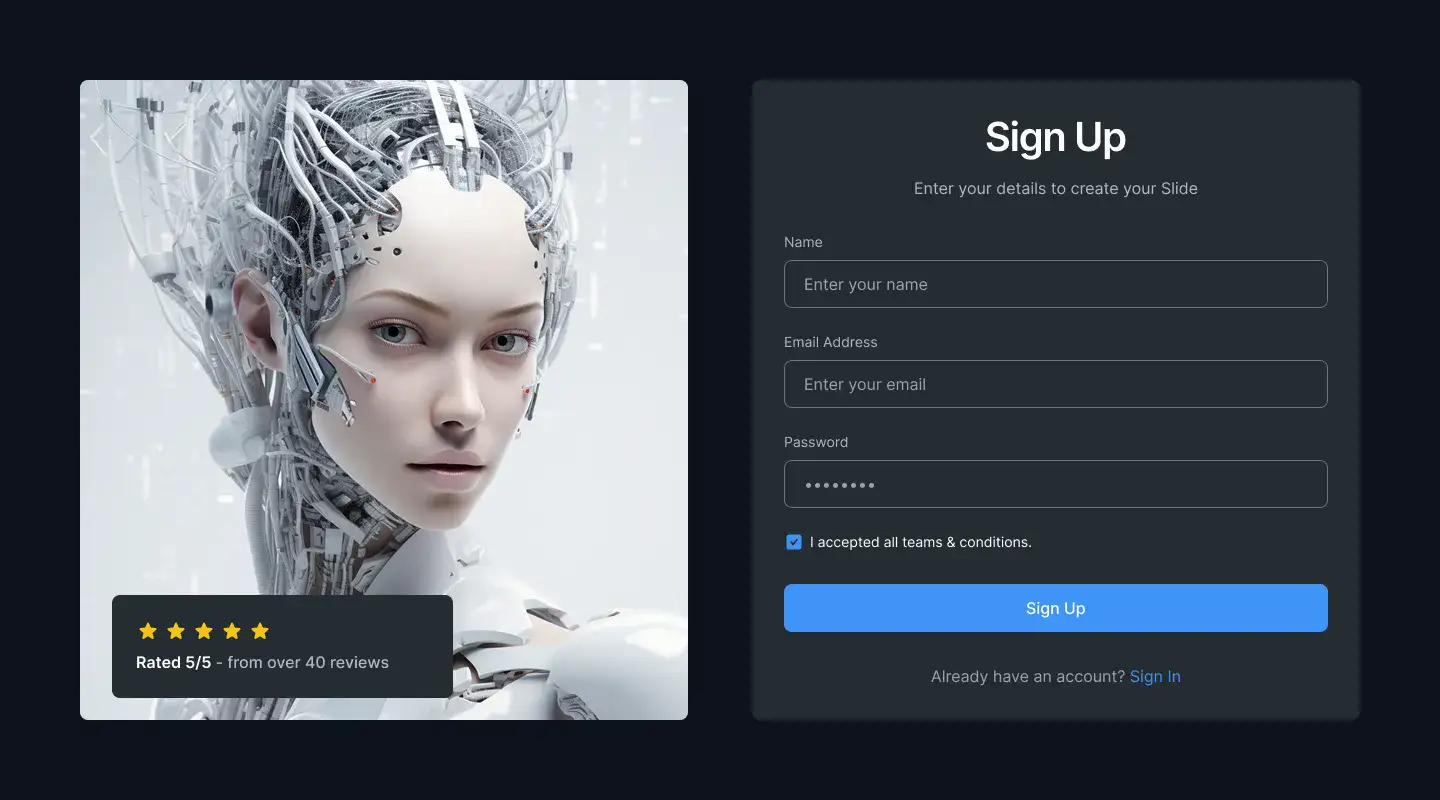 Rated 5/5 - from over 40 reviews
Sign Up
Enter your details to create your Slide
Name
Enter your name
Email Address
Enter your email
Password
••••••••
I accepted all teams & conditions.
Sign Up
Already have an account? Sign In